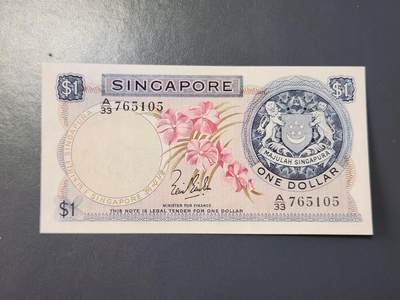 $1
SINGAPORE
$1
A/33 765105
MAJULAH SINGAPURA
ONE DOLLAR
A/33 765105
$1
MINISTER FOR FINANCE
THIS NOTE IS LEGAL TENDER FOR ONE DOLLAR